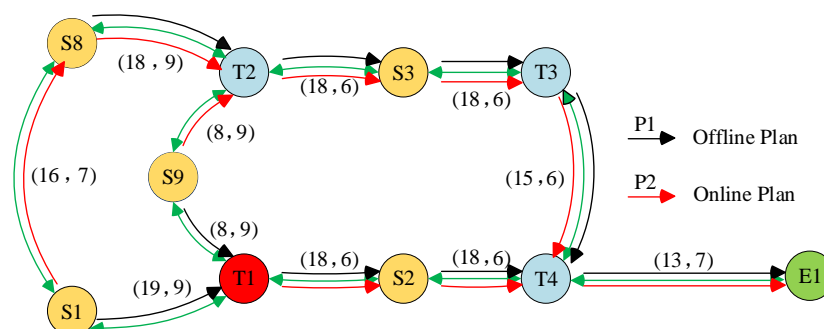 S8
(18, 9)
T2
S3
T3
(18, 6)
(18, 6)
(8, 9)
P1
Offline Plan
(16, 7)
S9
(15, 6)
P2
Online Plan
(8, 9)
(18, 6)
(18, 6)
(13, 7)
T1
S2
T4
E1
(19, 9)
S1